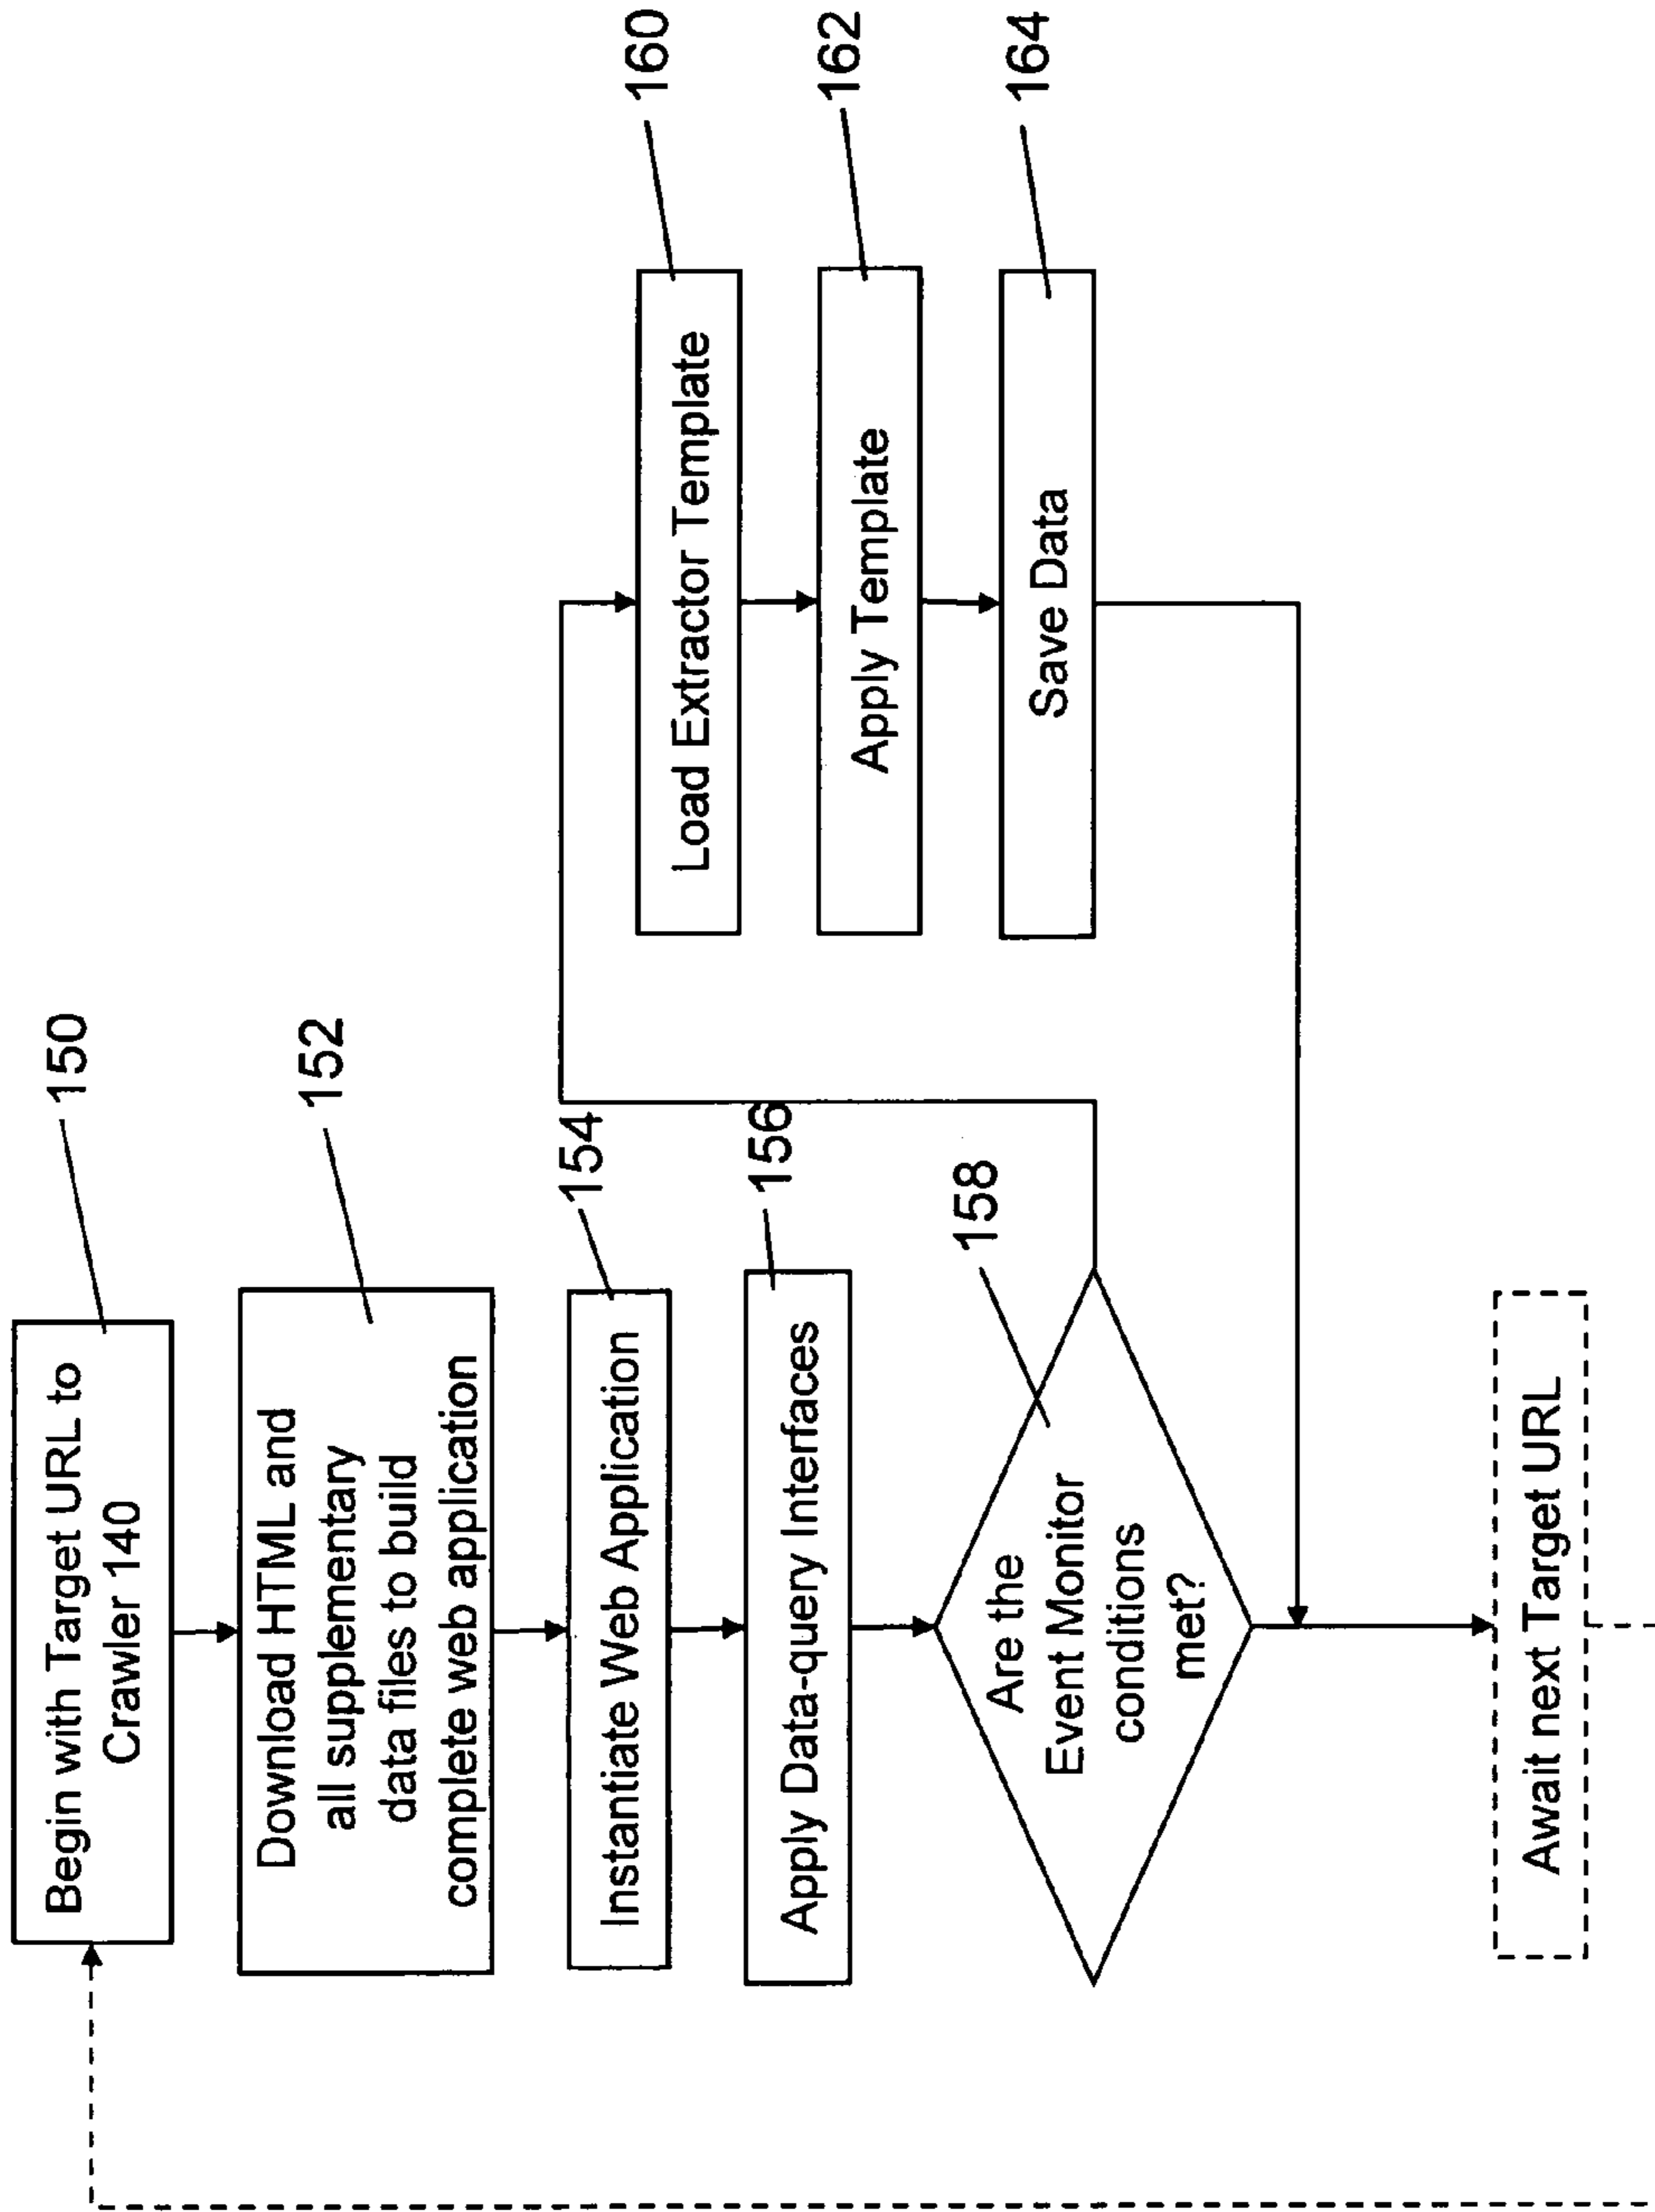 Begin with Target URL to
Crawler 140
150
Download HTML and
all supplementary
data files to build
complete web application
152
Instantiate Web Application
154
Apply Data-query Interfaces
156
Are the
Event Monitor
conditions
met?
158
Load Extractor Template
160
Apply Template
162
Save Data
164
Await next Target URL